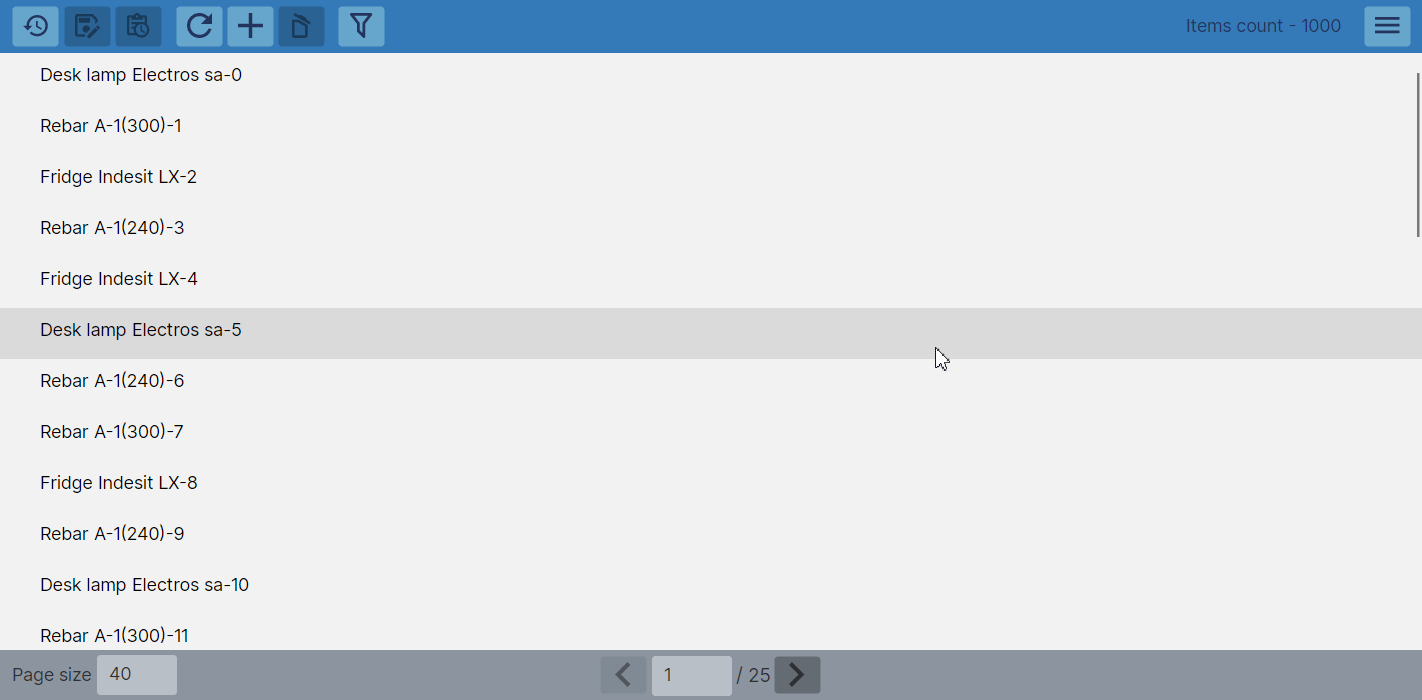 Items count - 1000
Desk lamp Electros sa-0
Rebar A-1(300)-1
Fridge Indesit LX-2
Rebar A-1(240)-3
Fridge Indesit LX-4
Desk lamp Electros sa-5
Rebar A-1(240)-6
Rebar A-1(300)-7
Fridge Indesit LX-8
Rebar A-1(240)-9
Desk lamp Electros sa-10
Rebar A-1(300)-11
Page size 40 1 / 25